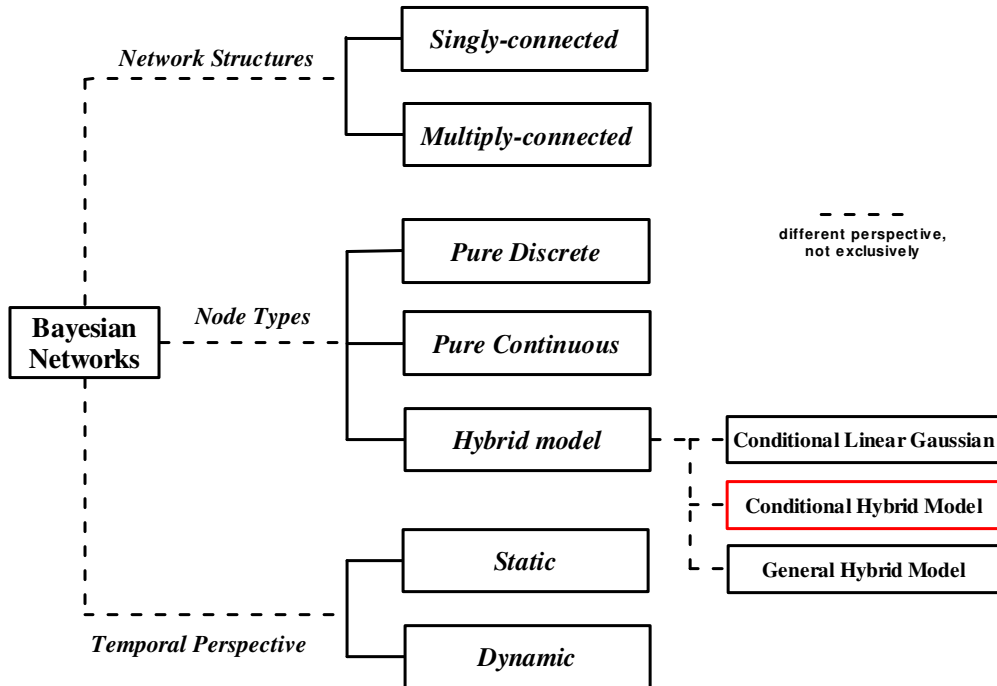 Singly-connected
Network Structures
Multiply-connected
different perspective,
not exclusively
Pure Discrete
Node Types
Bayesian
Networks
Pure Continuous
Hybrid model
Conditional Linear Gaussian
Conditional Hybrid Model
General Hybrid Model
Static
Temporal Perspective
Dynamic